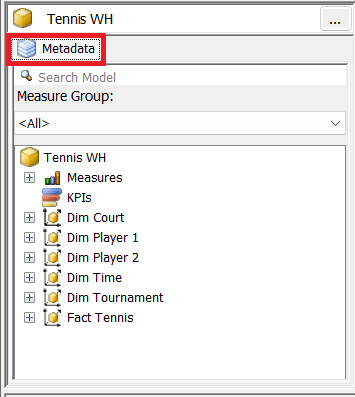 Tennis WH
...
Metadata
Search Model
Measure Group:
<All>
Tennis WH
Measures
KPIs
Dim Court
Dim Player 1
Dim Player 2
Dim Time
Dim Tournament
Fact Tennis